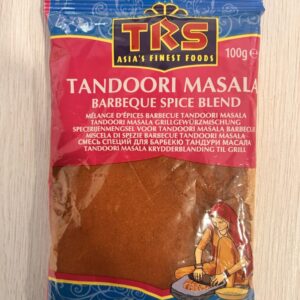 TRS
ASIA'S FINEST FOODS
100g e
TANDOORI MASALA
BARBEQUE SPICE BLEND
MÉLANGE D'ÉPICES BARBECUE TANDOORI MASALA
TANDOORI MASALA GRILLGEWÜRZMISCHUNG
SPECERIJENMENGSEL VOOR TANDOORI MASALA BARBECUE
MISCELA DI SPEZIE BARBECUE TANDOORI MASALA
СМЕСЬ СПЕЦИЙ ДЛЯ БАРБЕКЮ ТАНДУРИ МАСАЛА
TANDOORI MASALA KRYDDERBLANDING TIL GRILL